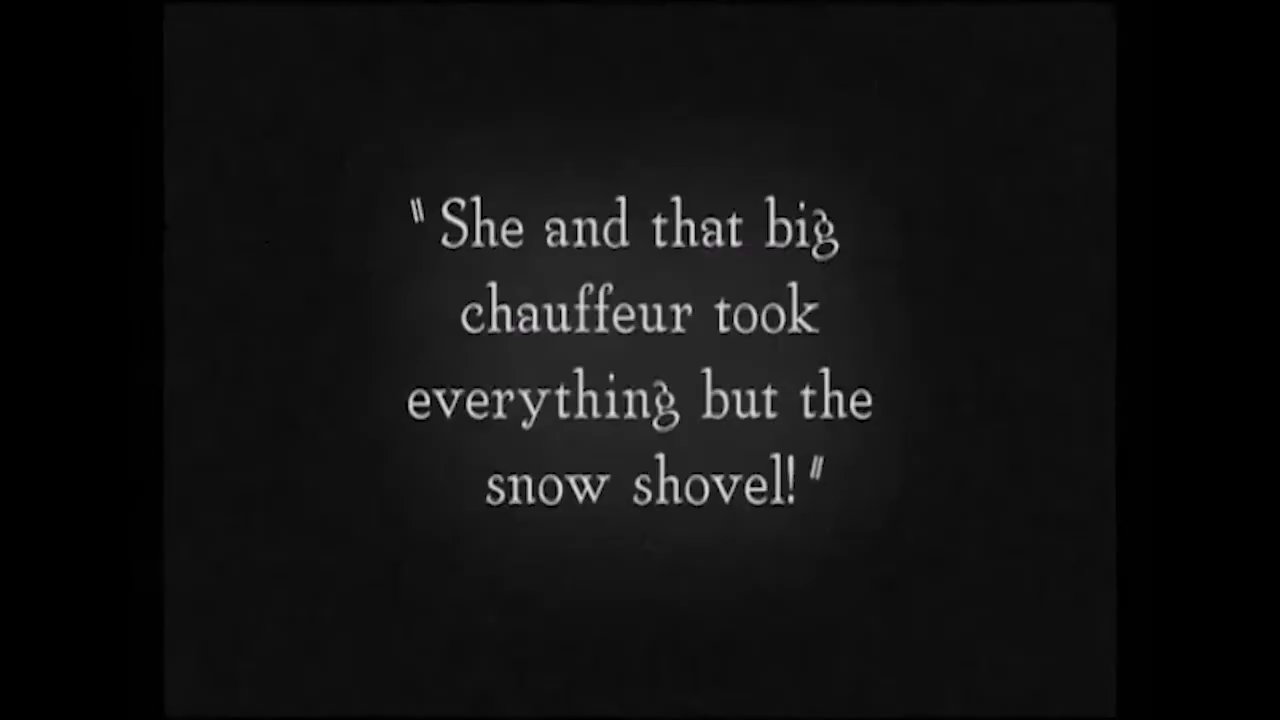 "She and that big
chauffeur took
everything but the
snow shovel!"